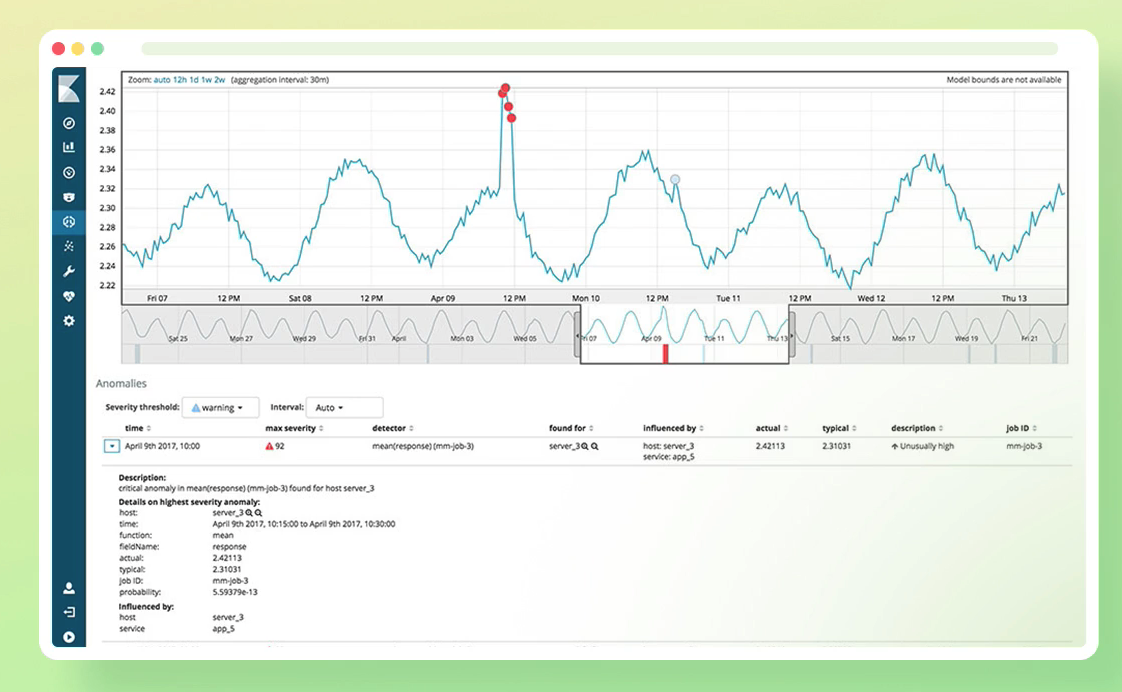 Zoom: auto 12h 1d 1w 2w (aggregation interval: 30m) Model bounds are not available
2.42
2.40
2.38
2.36
2.34
2.32
2.30
2.28
2.26
2.24
2.22
Fri 07 12 PM Sat 08 12 PM Apr 09 12 PM Mon 10 12 PM Tue 11 12 PM Wed 12 12 PM Thu 13
Sat 25 Mon 27 Wed 29 Fri 31 April Mon 03 Wed 05 Fri 07 Apr 09 Tue 11 Thu 13 Sat 15 Mon 17 Wed 19 Fri 21
Anomalies
Severity threshold: warning Interval: Auto
time max severity detector found for influenced by actual typical description job ID
April 9th 2017, 10:00 92 mean(response) (mm-job-3) server_3 host: server_3 2.42113 2.31031 Unusually high mm-job-3
service: app_5
Description:
critical anomaly in mean(response) (mm-job-3) found for host server_3
Details on highest severity anomaly:
host: server_3
time: April 9th 2017, 10:15:00 to April 9th 2017, 10:30:00
function: mean
fieldName: response
actual: 2.42113
typical: 2.31031
job ID: mm-job-3
probability: 5.59379e-13
Influenced by:
host server_3
service app_5